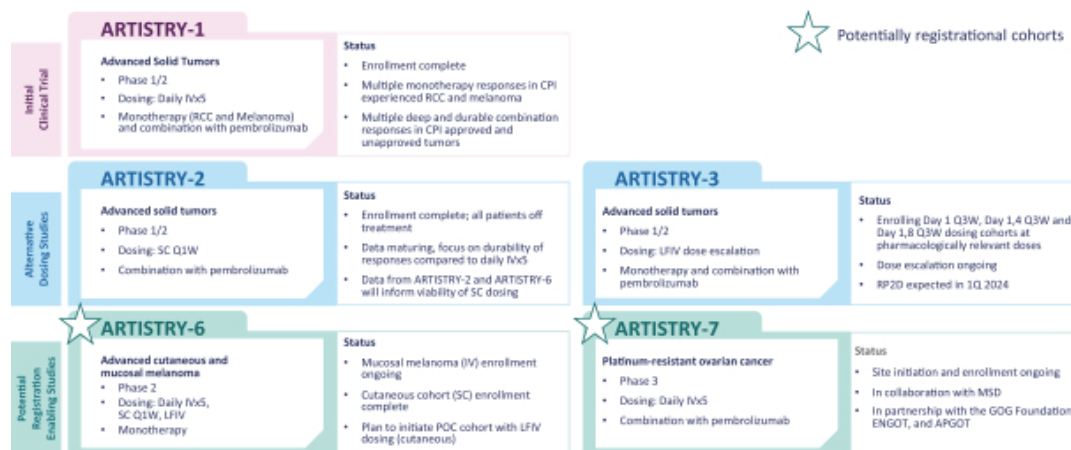 Potentially registrational cohorts
Initial
Clinical Trial
ARTISTRY-1
Advanced Solid Tumors
• Phase 1/2
• Dosing: Daily IVx5
• Monotherapy (RCC and Melanoma)
and combination with pembrolizumab
Status
• Enrollment complete
• Multiple monotherapy responses in CPI
experienced RCC and melanoma
• Multiple deep and durable combination
responses in CPI approved and
unapproved tumors
Alternative
Dosing Studies
ARTISTRY-2
Advanced solid tumors
• Phase 1/2
• Dosing: SC Q1W
• Combination with pembrolizumab
Status
• Enrollment complete; all patients off
treatment
• Data maturing, focus on durability of
responses compared to daily IVx5
• Data from ARTISTRY-2 and ARTISTRY-6
will inform viability of SC dosing
ARTISTRY-3
Advanced solid tumors
• Phase 1/2
• Dosing: LFIV dose escalation
• Monotherapy and combination with
pembrolizumab
Status
• Enrolling Day 1 Q3W, Day 1,4 Q3W and
Day 1,8 Q3W dosing cohorts at
pharmacologically relevant doses
• Dose escalation ongoing
• RP2D expected in 1Q 2024
Potential
Registration
Enabling Studies
ARTISTRY-6
Advanced cutaneous and
mucosal melanoma
• Phase 2
• Dosing: Daily IVx5,
SC Q1W, LFIV
• Monotherapy
Status
• Mucosal melanoma (IV) enrollment
ongoing
• Cutaneous cohort (SC) enrollment
complete
• Plan to initiate POC cohort with LFIV
dosing (cutaneous)
ARTISTRY-7
Platinum-resistant ovarian cancer
• Phase 3
• Dosing: Daily IVx5
• Combination with pembrolizumab
Status
• Site initiation and enrollment ongoing
• In collaboration with MSD
• In partnership with the GOG Foundation,
ENGOT, and APGOT